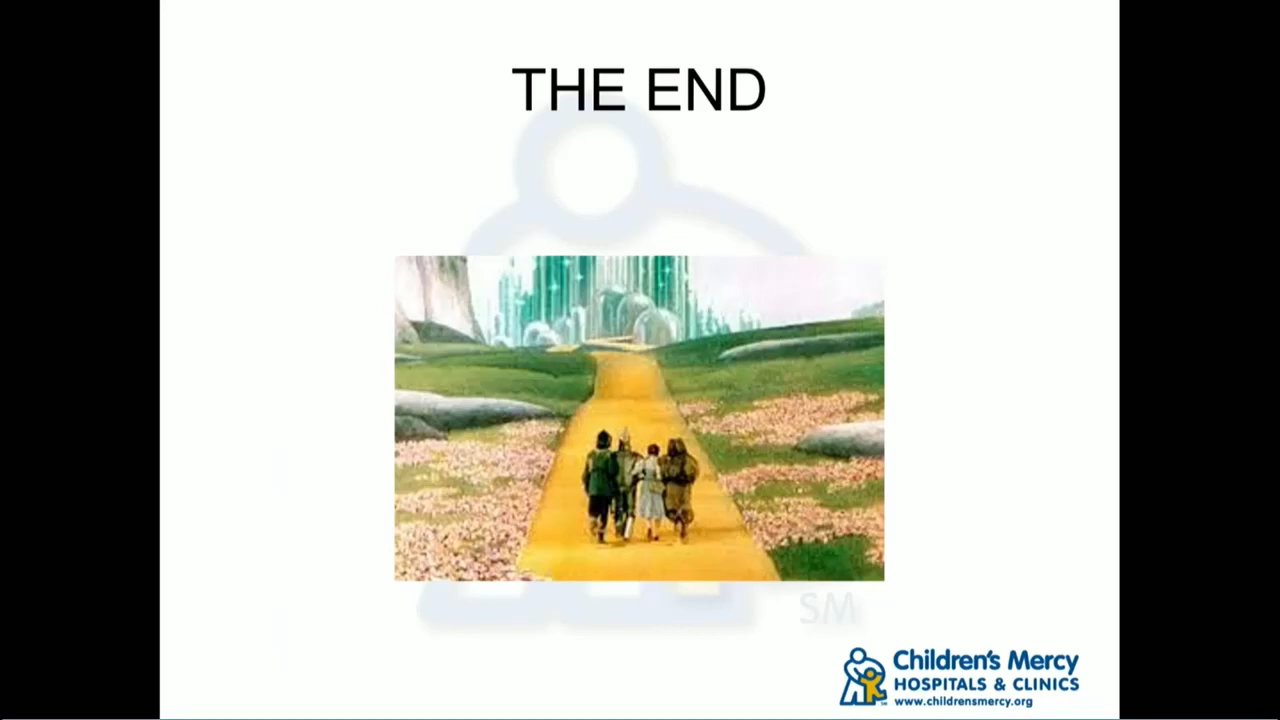 THE END
SM
Children's Mercy
HOSPITALS & CLINICS
www.childrensmercy.org